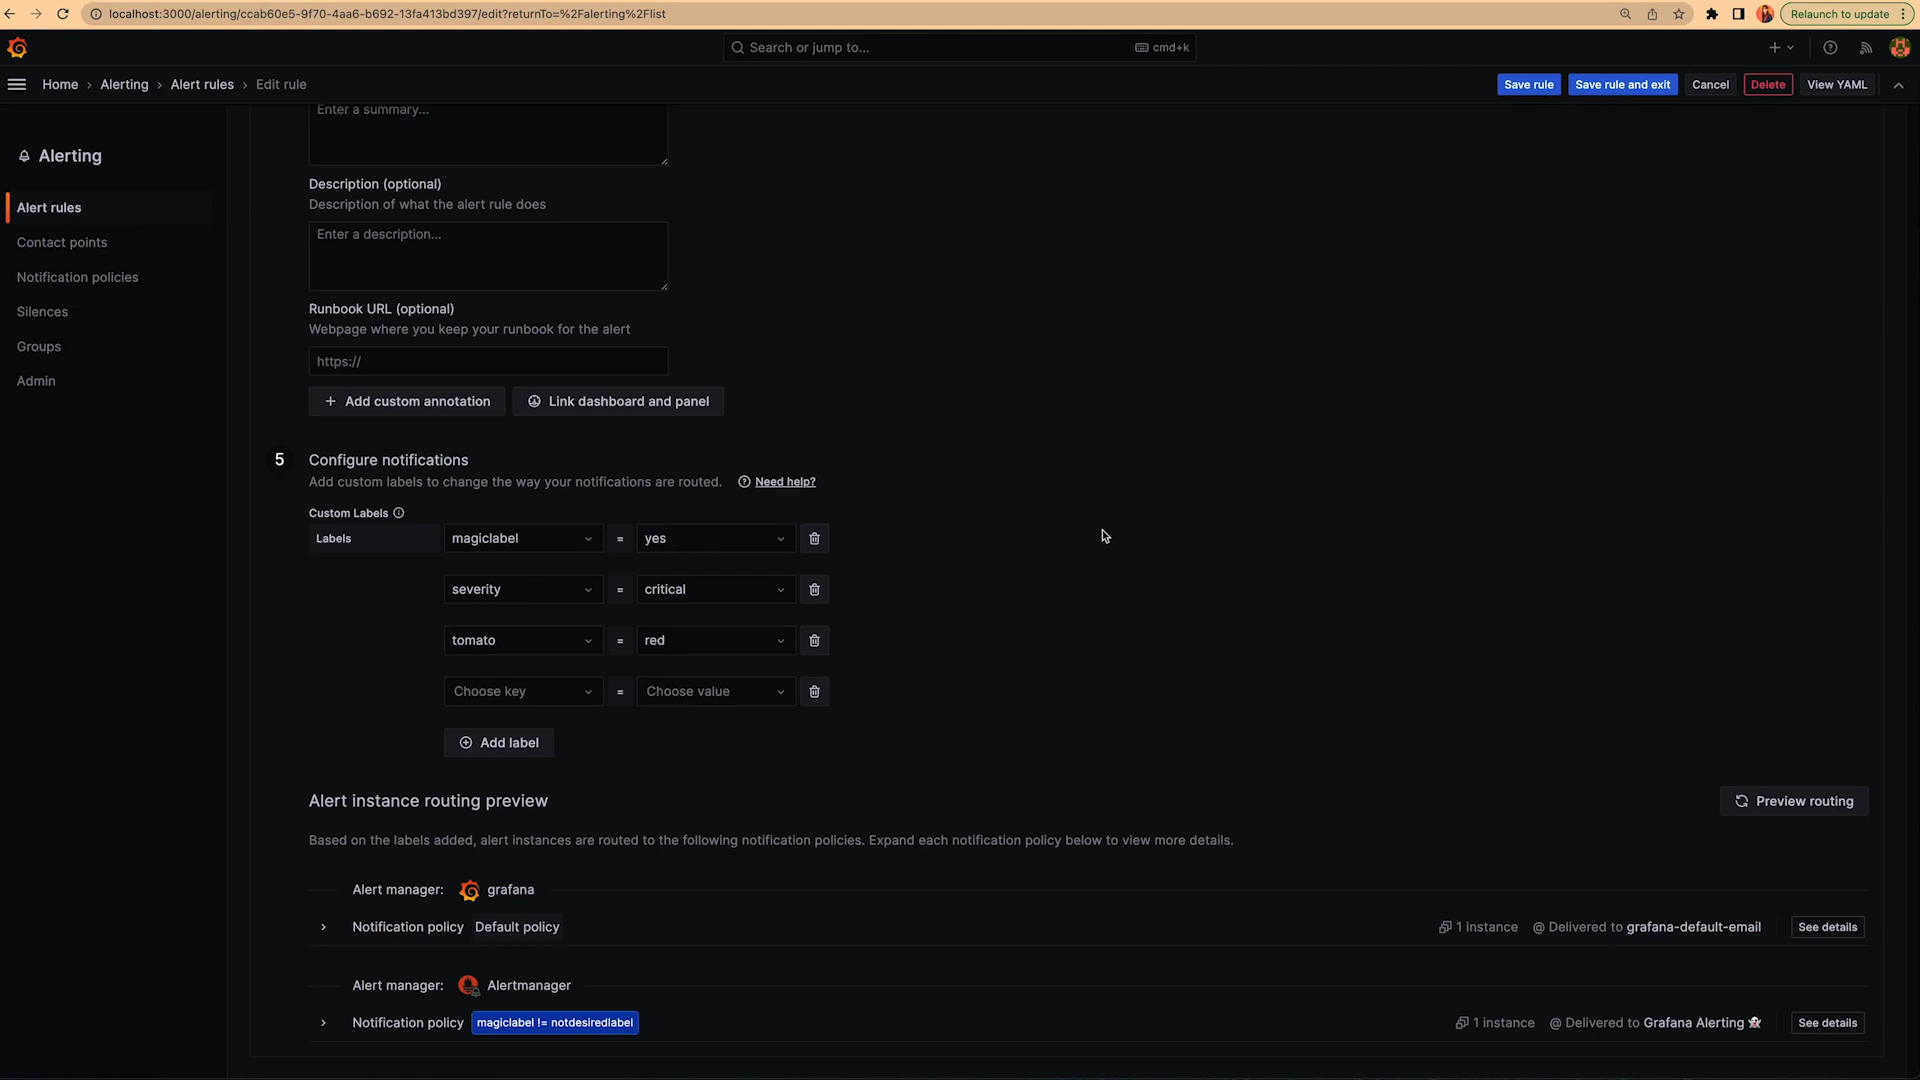 localhost:3000/alerting/ccab60e5-9f70-4aa6-b692-13fa413bd397/edit?returnTo=%2Falerting%2Flist
Relaunch to update
Search or jump to...
cmd+k
Home › Alerting › Alert rules › Edit rule
Save rule
Save rule and exit
Cancel
Delete
View YAML
Alerting
Alert rules
Contact points
Notification policies
Silences
Groups
Admin
Enter a summary...
Description (optional)
Description of what the alert rule does
Enter a description...
Runbook URL (optional)
Webpage where you keep your runbook for the alert
https://
+ Add custom annotation
Link dashboard and panel
5 Configure notifications
Add custom labels to change the way your notifications are routed.
Need help?
Custom Labels
Labels
magiclabel = yes
severity = critical
tomato = red
Choose key = Choose value
Add label
Alert instance routing preview
Preview routing
Based on the labels added, alert instances are routed to the following notification policies. Expand each notification policy below to view more details.
Alert manager: grafana
Notification policy Default policy
1 instance @ Delivered to grafana-default-email
See details
Alert manager: Alertmanager
Notification policy magiclabel != notdesiredlabel
1 instance @ Delivered to Grafana Alerting 👻
See details